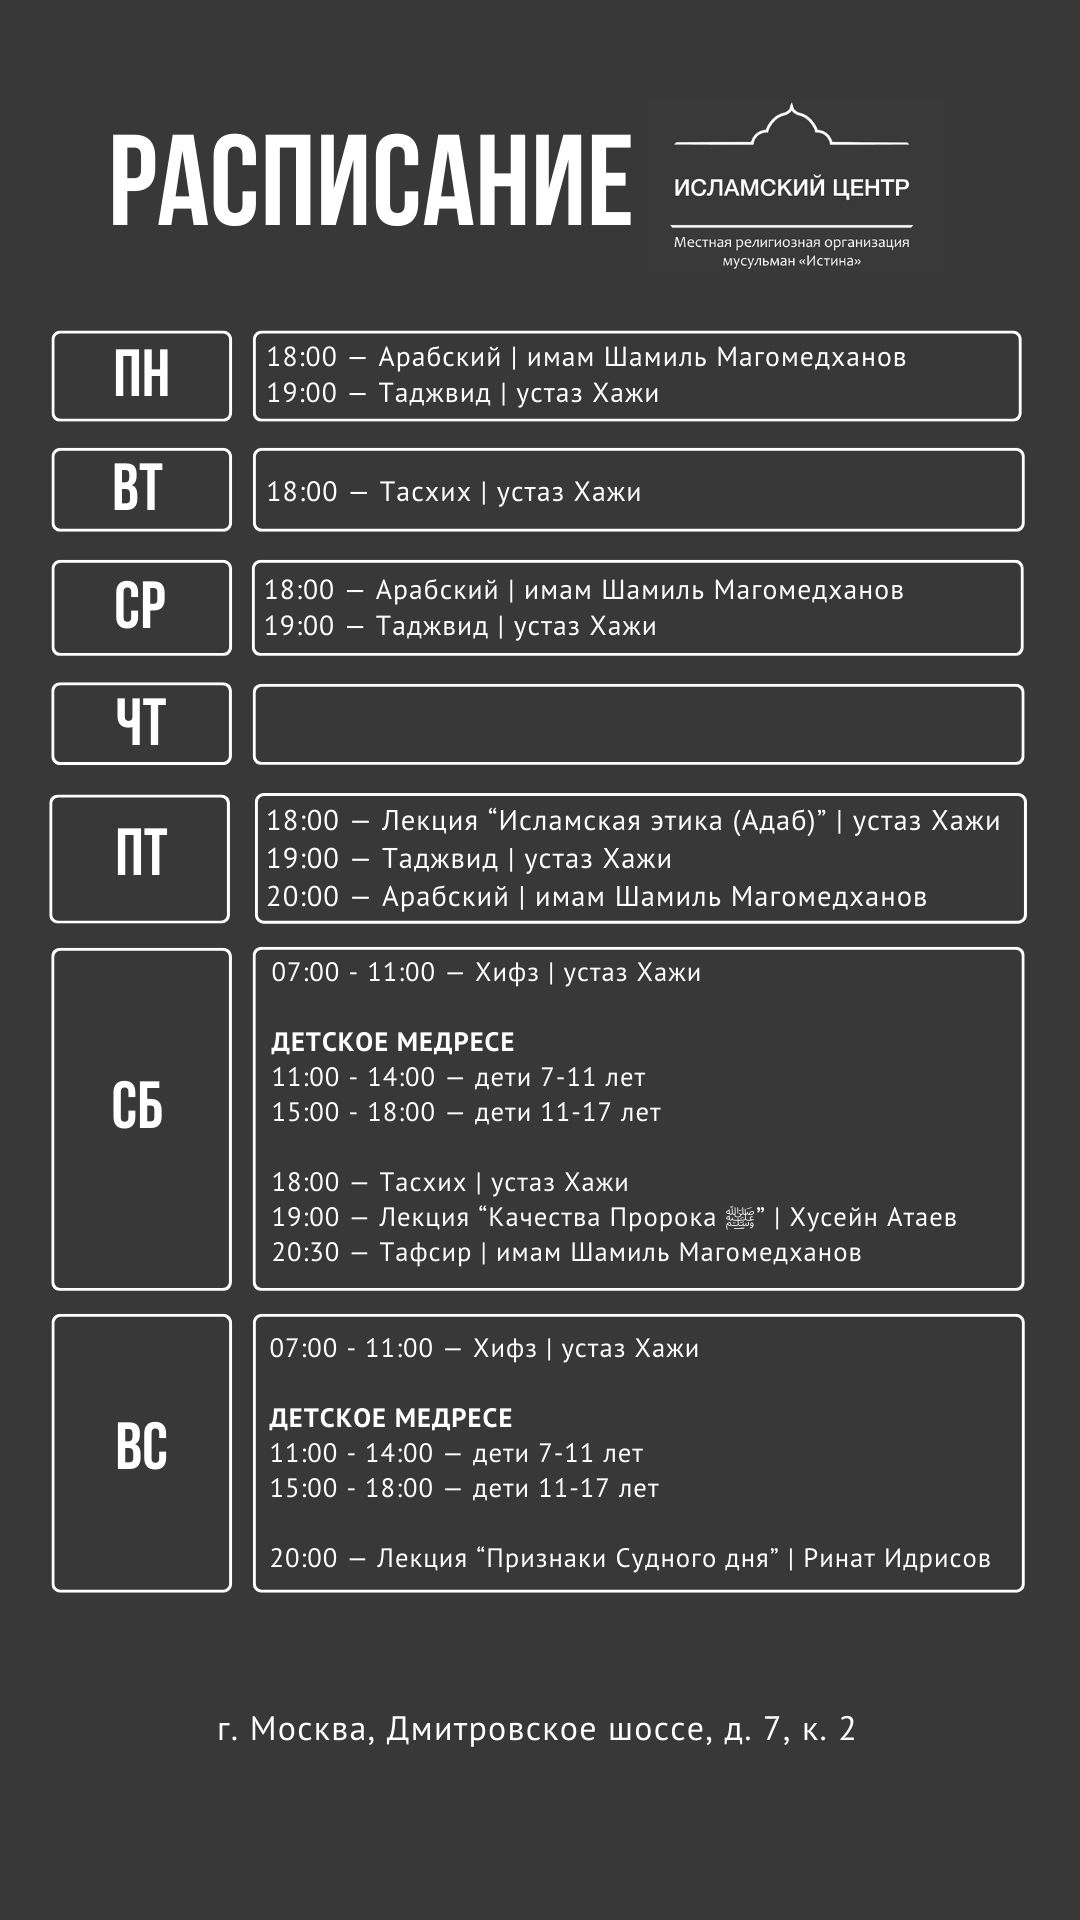 РАСПИСАНИЕ
ИСЛАМСКИЙ ЦЕНТР
Местная религиозная организация
мусульман «Истина»
ПН
18:00 — Арабский | имам Шамиль Магомедханов
19:00 — Таджвид | устаз Хажи
ВТ
18:00 — Тасхих | устаз Хажи
СР
18:00 — Арабский | имам Шамиль Магомедханов
19:00 — Таджвид | устаз Хажи
ЧТ
ПТ
18:00 — Лекция “Исламская этика (Адаб)” | устаз Хажи
19:00 — Таджвид | устаз Хажи
20:00 — Арабский | имам Шамиль Магомедханов
СБ
07:00 - 11:00 — Хифз | устаз Хажи
ДЕТСКОЕ МЕДРЕСЕ
11:00 - 14:00 — дети 7-11 лет
15:00 - 18:00 — дети 11-17 лет
18:00 — Тасхих | устаз Хажи
19:00 — Лекция “Качества Пророка ﷺ” | Хусейн Атаев
20:30 — Тафсир | имам Шамиль Магомедханов
ВС
07:00 - 11:00 — Хифз | устаз Хажи
ДЕТСКОЕ МЕДРЕСЕ
11:00 - 14:00 — дети 7-11 лет
15:00 - 18:00 — дети 11-17 лет
20:00 — Лекция “Признаки Судного дня” | Ринат Идрисов
г. Москва, Дмитровское шоссе, д. 7, к. 2